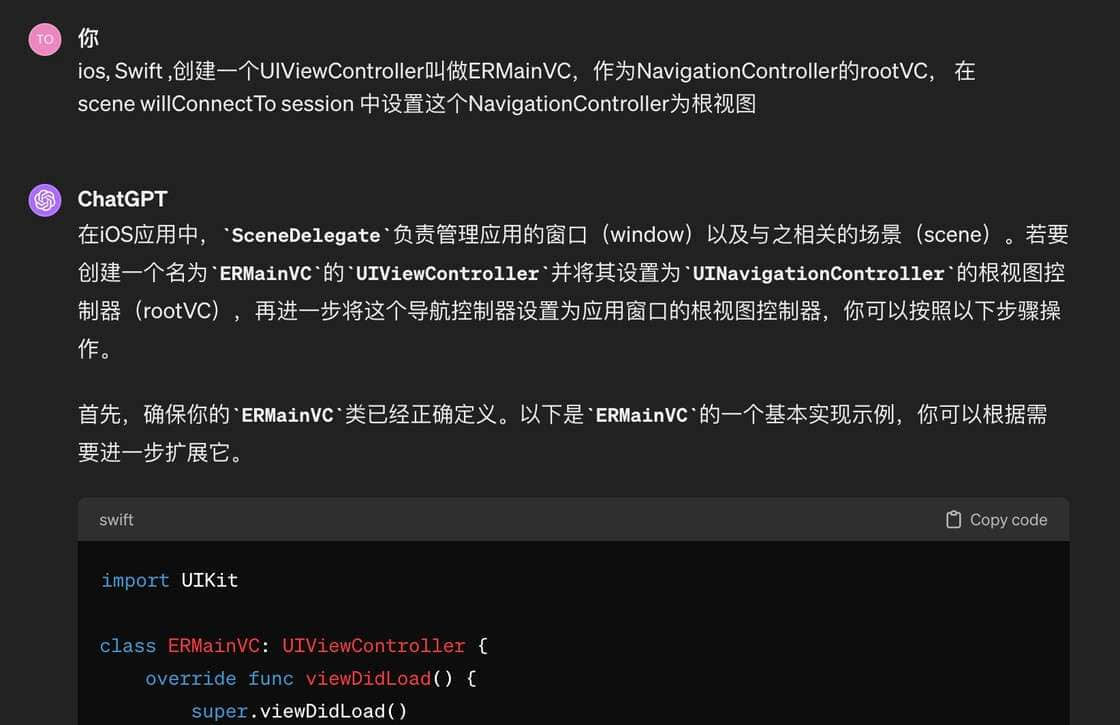 TO 你
ios, Swift ,创建一个UIViewController叫做ERMainVC，作为NavigationController的rootVC， 在
scene willConnectTo session 中设置这个NavigationController为根视图
ChatGPT
在iOS应用中，`SceneDelegate`负责管理应用的窗口（window）以及与之相关的场景（scene）。若要
创建一个名为`ERMainVC`的`UIViewController`并将其设置为`UINavigationController`的根视图控
制器（rootVC），再进一步将这个导航控制器设置为应用窗口的根视图控制器，你可以按照以下步骤操
作。
首先，确保你的`ERMainVC`类已经正确定义。以下是`ERMainVC`的一个基本实现示例，你可以根据需
要进一步扩展它。
swift Copy code
import UIKit
class ERMainVC: UIViewController {
    override func viewDidLoad() {
        super.viewDidLoad()